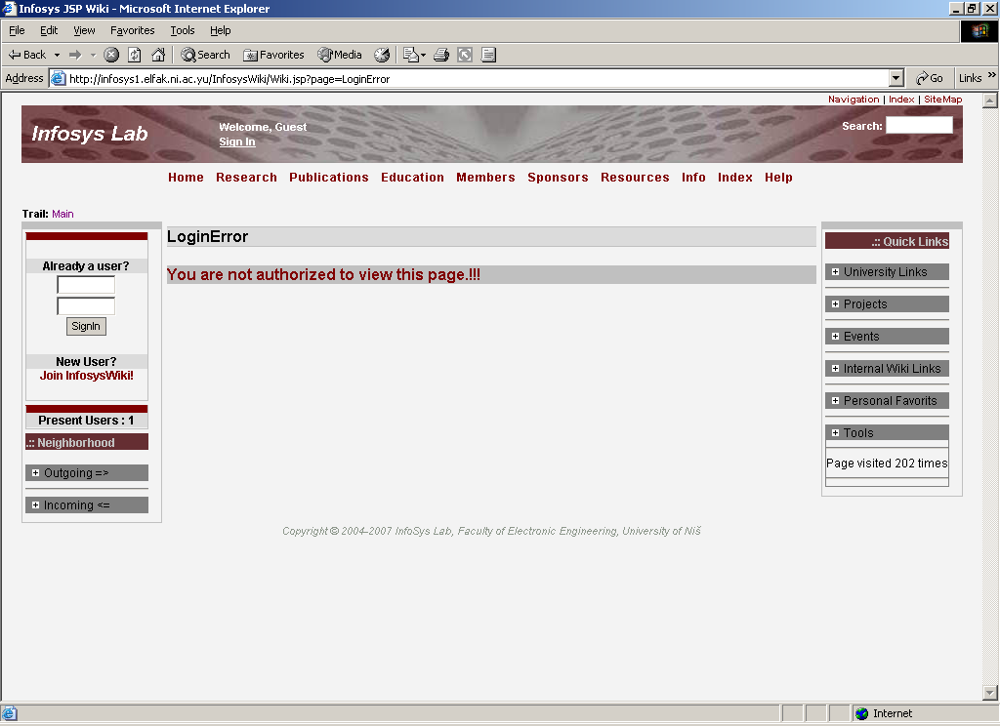 Infosys JSP Wiki - Microsoft Internet Explorer
File Edit View Favorites Tools Help
Back Search Favorites Media
Address http://infosys1.elfak.ni.ac.yu/InfosysWiki/Wiki.jsp?page=LoginError Go Links »
Navigation | Index | SiteMap
Infosys Lab
Welcome, Guest
Sign In
Search:
Home Research Publications Education Members Sponsors Resources Info Index Help
Trail: Main
Already a user?
SignIn
New User?
Join InfosysWiki!
Present Users : 1
.:: Neighborhood
Outgoing =>
Incoming <=
LoginError
You are not authorized to view this page.!!!
.:: Quick Links
University Links
Projects
Events
Internal Wiki Links
Personal Favorits
Tools
Page visited 202 times
Copyright © 2004-2007 InfoSys Lab, Faculty of Electronic Engineering, University of Niš
Internet